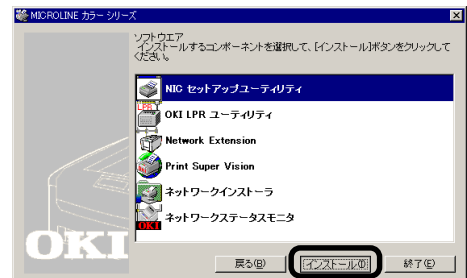 MICROLINE カラー シリーズ
ソフトウエア
インストールするコンポーネントを選択して、[インストール]ボタンをクリックして
ください。
NIC セットアップユーティリティ
LPR
OKI LPR ユーティリティ
Network Extension
Print Super Vision
ネットワークインストーラ
ネットワークステータスモニタ
OKI
OKI
戻る(B)
インストール(I)
終了(E)